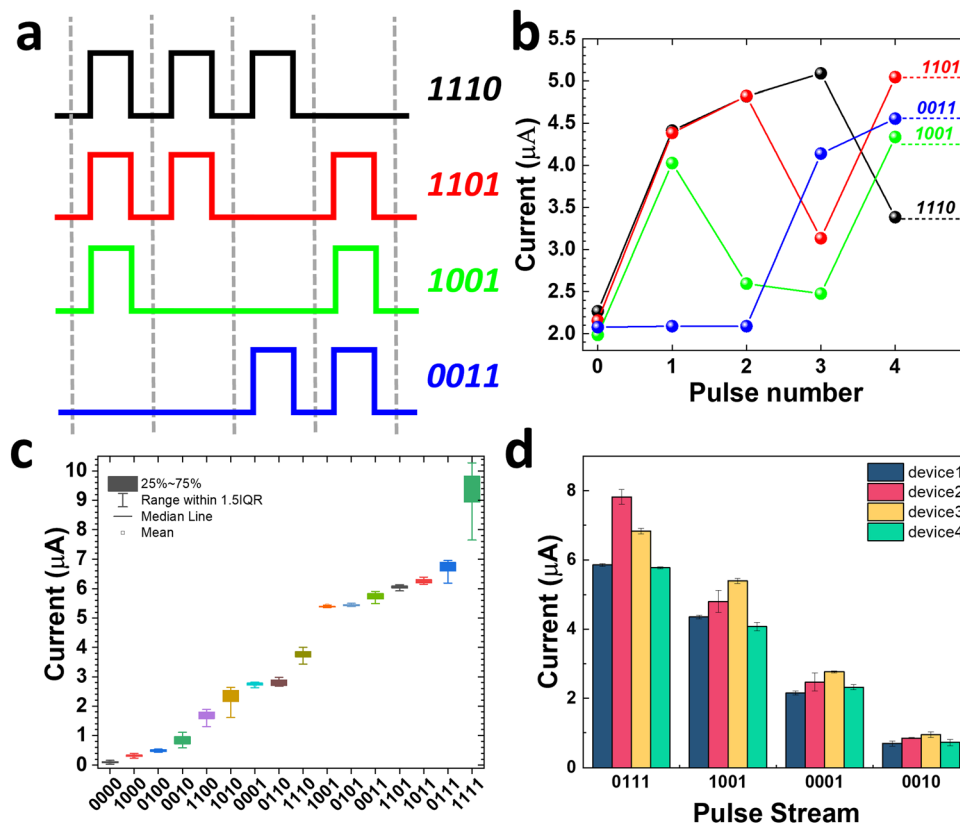 a
1110
1101
1001
0011
b
5.5
5.0
4.5
4.0
3.5
3.0
2.5
2.0
Current (μA)
1101
0011
1001
1110
0 1 2 3 4
Pulse number
c
10
9
8
7
6
5
4
3
2
1
0
Current (μA)
25%~75%
Range within 1.5IQR
Median Line
Mean
0000 1000 0100 0010 1100 1010 0001 0110 1110 1001 0101 0011 1101 1011 0111 1111
d
8
6
4
2
0
Current (μA)
device1
device2
device3
device4
0111 1001 0001 0010
Pulse Stream